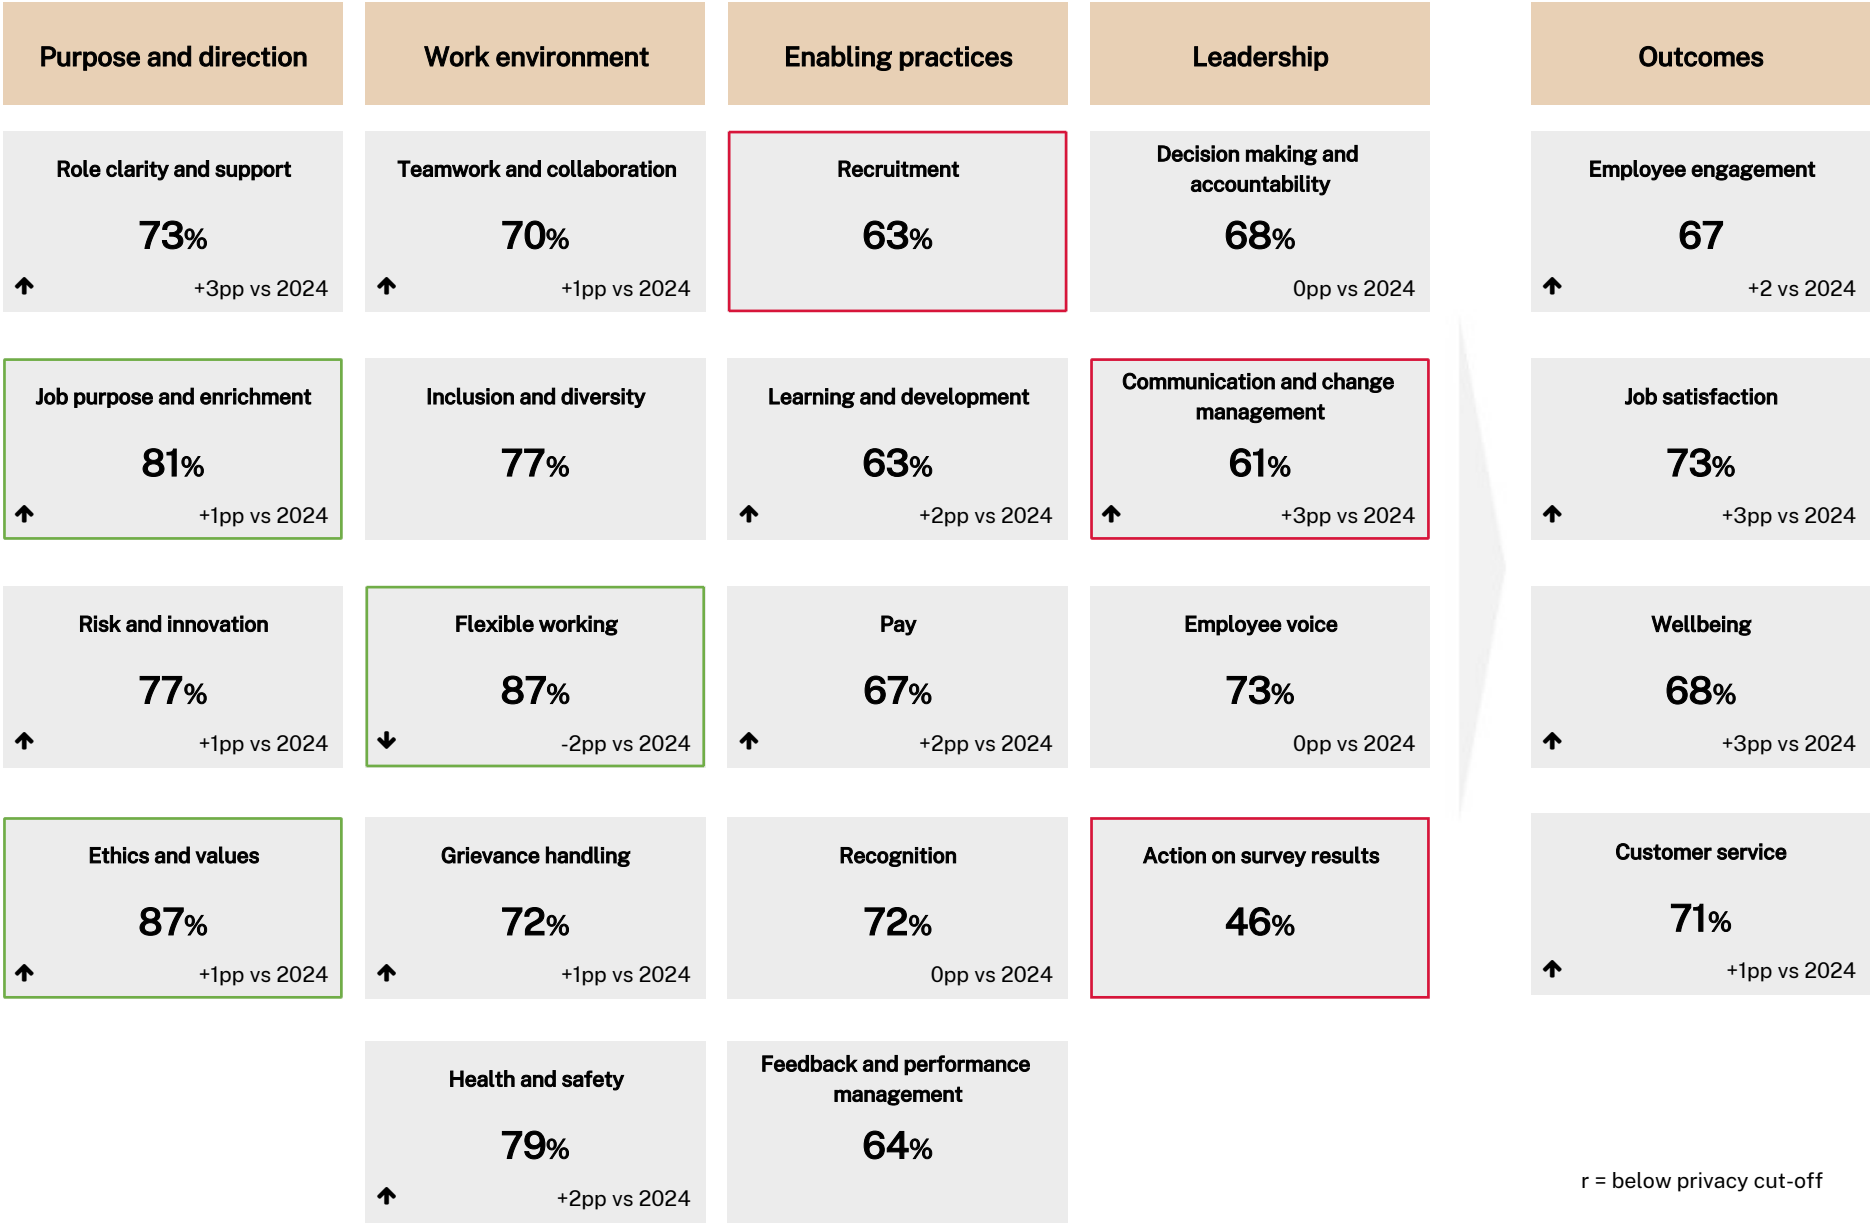 Purpose and direction
Role clarity and support
73%
+3pp vs 2024
Job purpose and enrichment
81%
+1pp vs 2024
Risk and innovation
77%
+1pp vs 2024
Ethics and values
87%
+1pp vs 2024
Work environment
Teamwork and collaboration
70%
+1pp vs 2024
Inclusion and diversity
77%
Flexible working
87%
-2pp vs 2024
Grievance handling
72%
+1pp vs 2024
Health and safety
79%
+2pp vs 2024
Enabling practices
Recruitment
63%
Learning and development
63%
+2pp vs 2024
Pay
67%
+2pp vs 2024
Recognition
72%
0pp vs 2024
Feedback and performance
management
64%
Leadership
Decision making and
accountability
68%
0pp vs 2024
Communication and change
management
61%
+3pp vs 2024
Employee voice
73%
0pp vs 2024
Action on survey results
46%
Outcomes
Employee engagement
67
+2 vs 2024
Job satisfaction
73%
+3pp vs 2024
Wellbeing
68%
+3pp vs 2024
Customer service
71%
+1pp vs 2024
r = below privacy cut-off